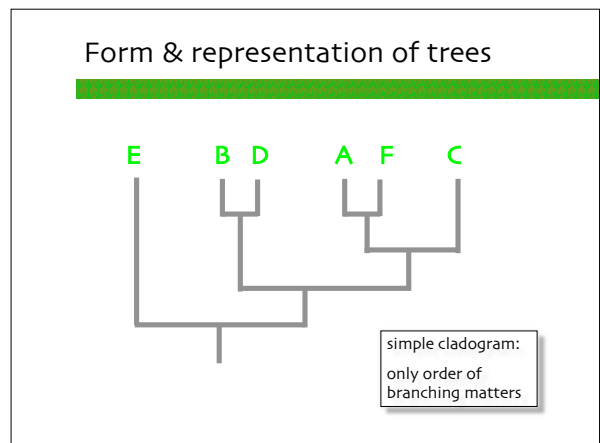 Form & representation of trees
E B D A F C
simple cladogram:
only order of
branching matters